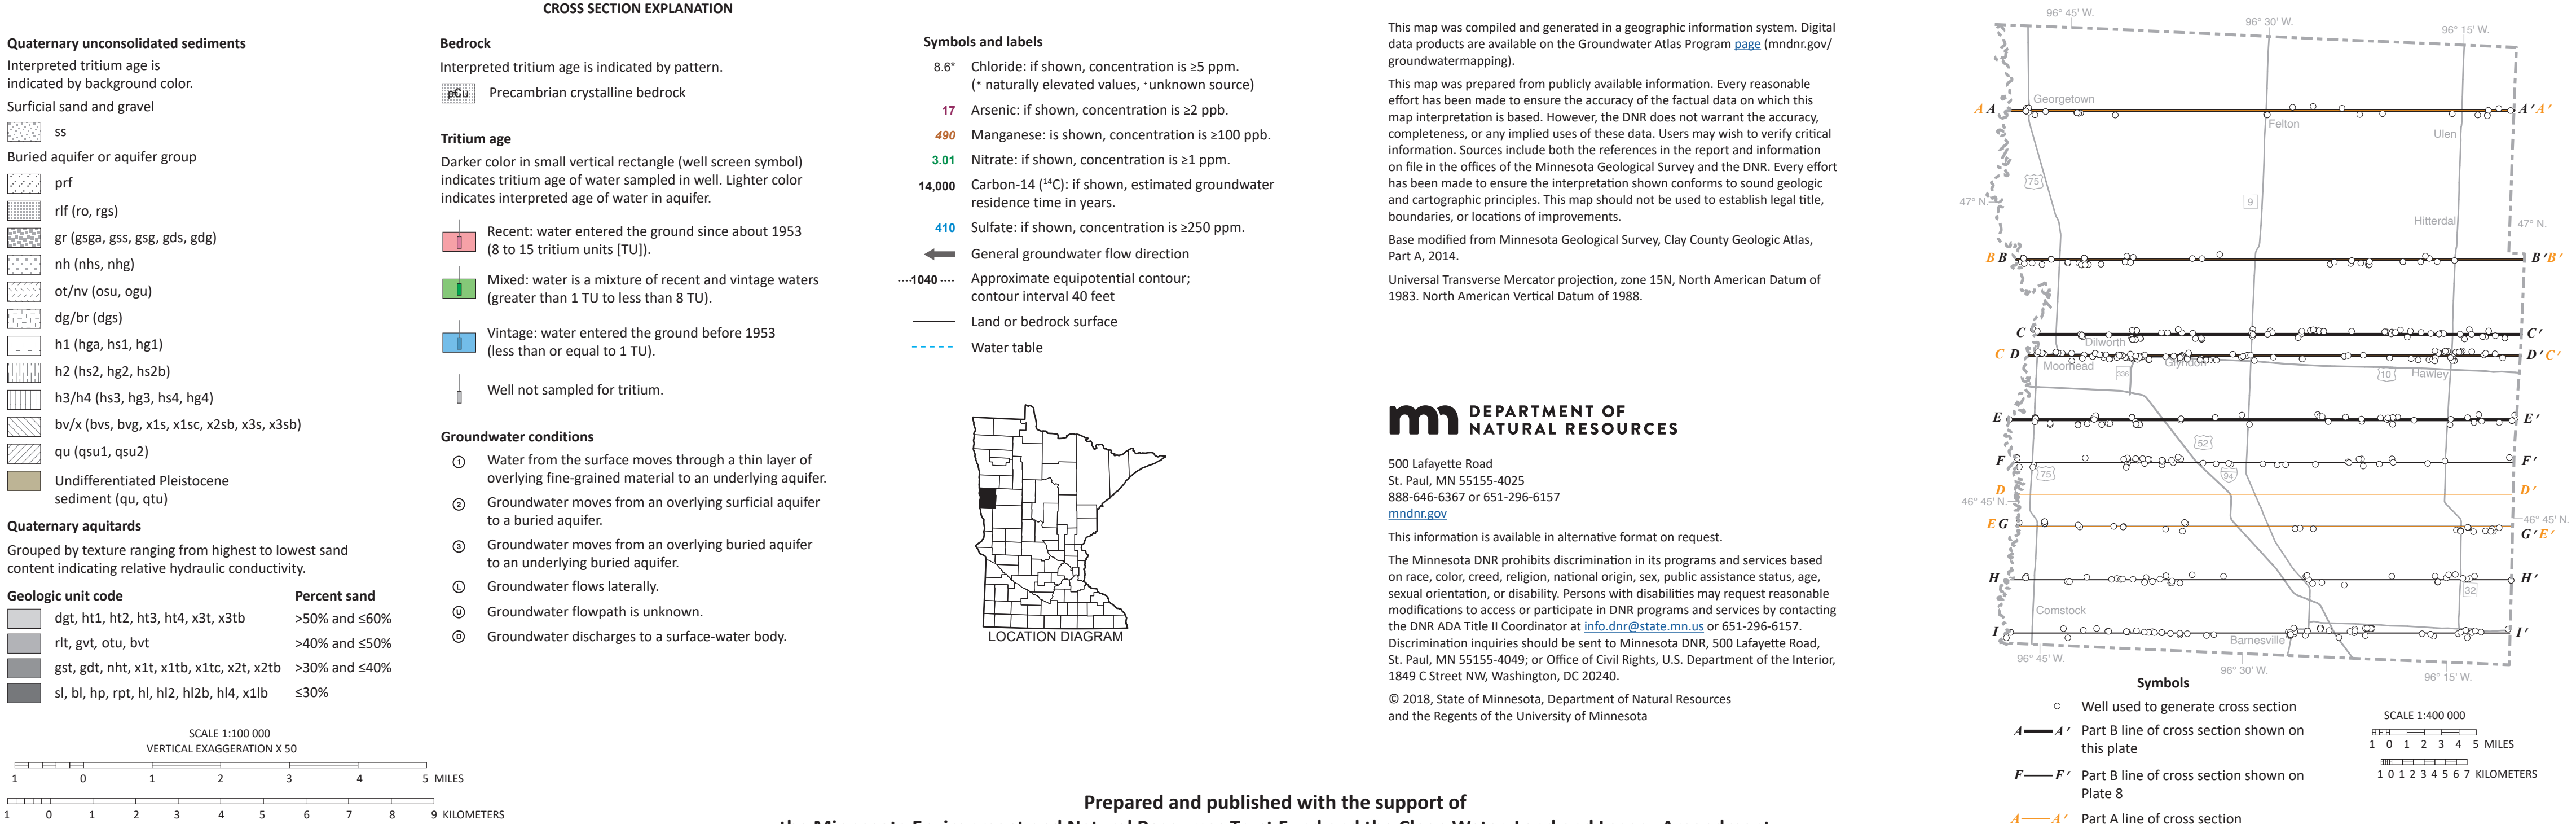 CROSS SECTION EXPLANATION
Quaternary unconsolidated sediments
Interpreted tritium age is
indicated by background color.
Surficial sand and gravel
ss
Buried aquifer or aquifer group
prf
rlf (ro, rgs)
gr (gsga, gss, gsg, gds, gdg)
nh (nhs, nhg)
ot/nv (osu, ogu)
dg/br (dgs)
h1 (hga, hs1, hg1)
h2 (hs2, hg2, hs2b)
h3/h4 (hs3, hg3, hs4, hg4)
bv/x (bvs, bvg, x1s, x1sc, x2sb, x3s, x3sb)
qu (qsu1, qsu2)
Undifferentiated Pleistocene
sediment (qu, qtu)
Quaternary aquitards
Grouped by texture ranging from highest to lowest sand
content indicating relative hydraulic conductivity.
Geologic unit code Percent sand
dgt, ht1, ht2, ht3, ht4, x3t, x3tb >50% and ≤60%
rlt, gvt, otu, bvt >40% and ≤50%
gst, gdt, nht, x1t, x1tb, x1tc, x2t, x2tb >30% and ≤40%
sl, bl, hp, rpt, hl, hl2, hl2b, hl4, x1lb ≤30%
SCALE 1:100 000
VERTICAL EXAGGERATION X 50
1 0 1 2 3 4 5 MILES
1 0 1 2 3 4 5 6 7 8 9 KILOMETERS
Bedrock
Interpreted tritium age is indicated by pattern.
p€u Precambrian crystalline bedrock
Tritium age
Darker color in small vertical rectangle (well screen symbol)
indicates tritium age of water sampled in well. Lighter color
indicates interpreted age of water in aquifer.
Recent: water entered the ground since about 1953
(8 to 15 tritium units [TU]).
Mixed: water is a mixture of recent and vintage waters
(greater than 1 TU to less than 8 TU).
Vintage: water entered the ground before 1953
(less than or equal to 1 TU).
Well not sampled for tritium.
Groundwater conditions
1 Water from the surface moves through a thin layer of
overlying fine-grained material to an underlying aquifer.
2 Groundwater moves from an overlying surficial aquifer
to a buried aquifer.
3 Groundwater moves from an overlying buried aquifer
to an underlying buried aquifer.
L Groundwater flows laterally.
U Groundwater flowpath is unknown.
D Groundwater discharges to a surface-water body.
Symbols and labels
8.6* Chloride: if shown, concentration is ≥5 ppm.
(* naturally elevated values, ⁺unknown source)
17 Arsenic: if shown, concentration is ≥2 ppb.
490 Manganese: is shown, concentration is ≥100 ppb.
3.01 Nitrate: if shown, concentration is ≥1 ppm.
14,000 Carbon-14 (¹⁴C): if shown, estimated groundwater
residence time in years.
410 Sulfate: if shown, concentration is ≥250 ppm.
General groundwater flow direction
····1040 ···· Approximate equipotential contour;
contour interval 40 feet
Land or bedrock surface
Water table
LOCATION DIAGRAM
This map was compiled and generated in a geographic information system. Digital
data products are available on the Groundwater Atlas Program page (mndnr.gov/
groundwatermapping).
This map was prepared from publicly available information. Every reasonable
effort has been made to ensure the accuracy of the factual data on which this
map interpretation is based. However, the DNR does not warrant the accuracy,
completeness, or any implied uses of these data. Users may wish to verify critical
information. Sources include both the references in the report and information
on file in the offices of the Minnesota Geological Survey and the DNR. Every effort
has been made to ensure the interpretation shown conforms to sound geologic
and cartographic principles. This map should not be used to establish legal title,
boundaries, or locations of improvements.
Base modified from Minnesota Geological Survey, Clay County Geologic Atlas,
Part A, 2014.
Universal Transverse Mercator projection, zone 15N, North American Datum of
1983. North American Vertical Datum of 1988.
mn DEPARTMENT OF
NATURAL RESOURCES
500 Lafayette Road
St. Paul, MN 55155-4025
888-646-6367 or 651-296-6157
mndnr.gov
This information is available in alternative format on request.
The Minnesota DNR prohibits discrimination in its programs and services based
on race, color, creed, religion, national origin, sex, public assistance status, age,
sexual orientation, or disability. Persons with disabilities may request reasonable
modifications to access or participate in DNR programs and services by contacting
the DNR ADA Title II Coordinator at info.dnr@state.mn.us or 651-296-6157.
Discrimination inquiries should be sent to Minnesota DNR, 500 Lafayette Road,
St. Paul, MN 55155-4049; or Office of Civil Rights, U.S. Department of the Interior,
1849 C Street NW, Washington, DC 20240.
© 2018, State of Minnesota, Department of Natural Resources
and the Regents of the University of Minnesota
Prepared and published with the support of
96° 45' W. 96° 30' W. 96° 15' W.
Georgetown
A A A' A'
Felton
Ulen
75
47° N. 9
Hitterdal
47° N.
B B B' B'
C C'
Dilworth
C D D' C'
Moorhead Glyndon
336 10 Hawley
E E'
52
F F'
75 94
D D'
46° 45' N.
E G 46° 45' N.
G' E'
H H'
32
Comstock
I Barnesville I'
96° 45' W. 96° 30' W. 96° 15' W.
Symbols
Well used to generate cross section
A A' Part B line of cross section shown on
this plate
F F' Part B line of cross section shown on
Plate 8
A A' Part A line of cross section
SCALE 1:400 000
1 0 1 2 3 4 5 MILES
1 0 1 2 3 4 5 6 7 KILOMETERS